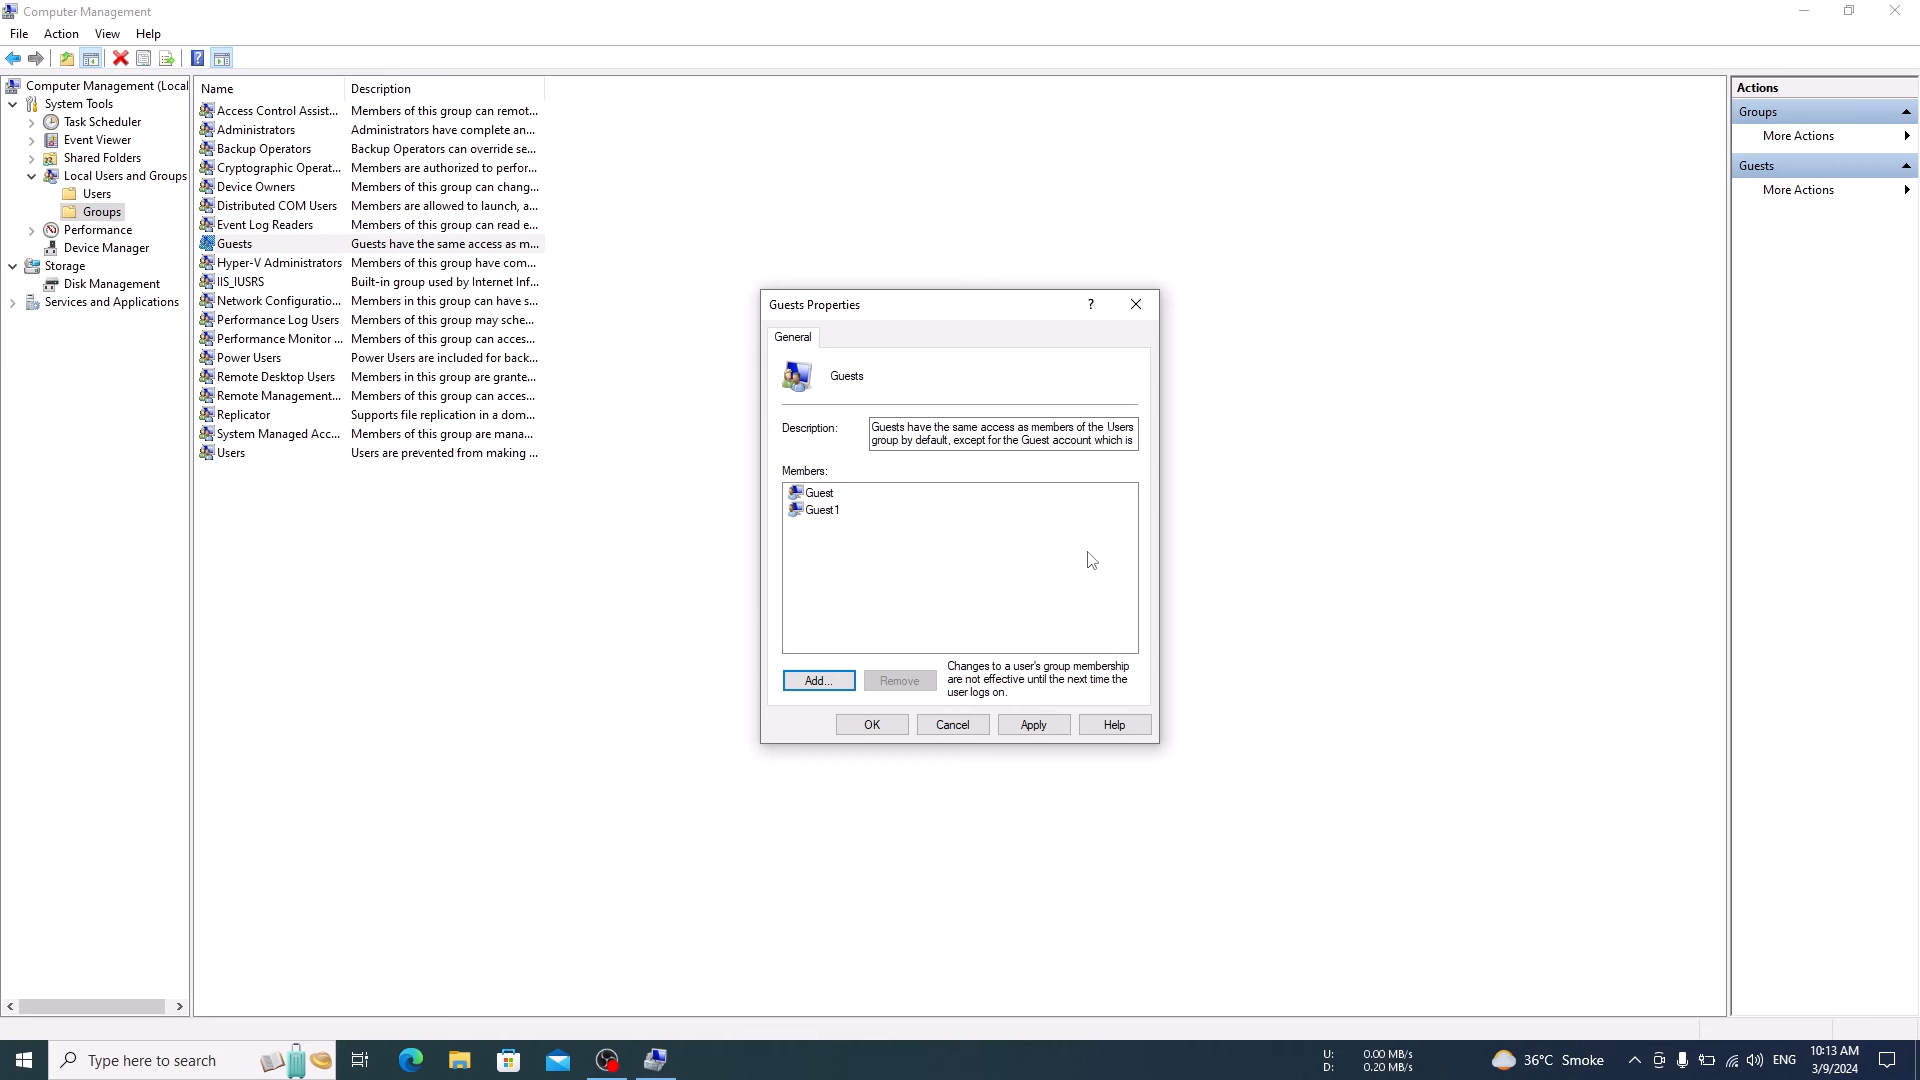 Computer Management
File Action View Help
Computer Management (Local
System Tools
Task Scheduler
Event Viewer
Shared Folders
Local Users and Groups
Users
Groups
Performance
Device Manager
Storage
Disk Management
Services and Applications
Name Description
Access Control Assist... Members of this group can remot...
Administrators Administrators have complete an...
Backup Operators Backup Operators can override se...
Cryptographic Operat... Members are authorized to perfor...
Device Owners Members of this group can chang...
Distributed COM Users Members are allowed to launch, a...
Event Log Readers Members of this group can read e...
Guests Guests have the same access as m...
Hyper-V Administrators Members of this group have com...
IIS_IUSRS Built-in group used by Internet Inf...
Network Configuratio... Members in this group can have s...
Performance Log Users Members of this group may sche...
Performance Monitor ... Members of this group can acces...
Power Users Power Users are included for back...
Remote Desktop Users Members in this group are grante...
Remote Management... Members of this group can acces...
Replicator Supports file replication in a dom...
System Managed Acc... Members of this group are mana...
Users Users are prevented from making ...
Guests Properties ?
General
Guests
Description: Guests have the same access as members of the Users
group by default, except for the Guest account which is
Members:
Guest
Guest1
Add... Remove
Changes to a user's group membership
are not effective until the next time the
user logs on.
OK Cancel Apply Help
Actions
Groups
More Actions
Guests
More Actions
Type here to search
U: 0.00 MB/s
D: 0.20 MB/s
36°C Smoke
ENG
10:13 AM
3/9/2024